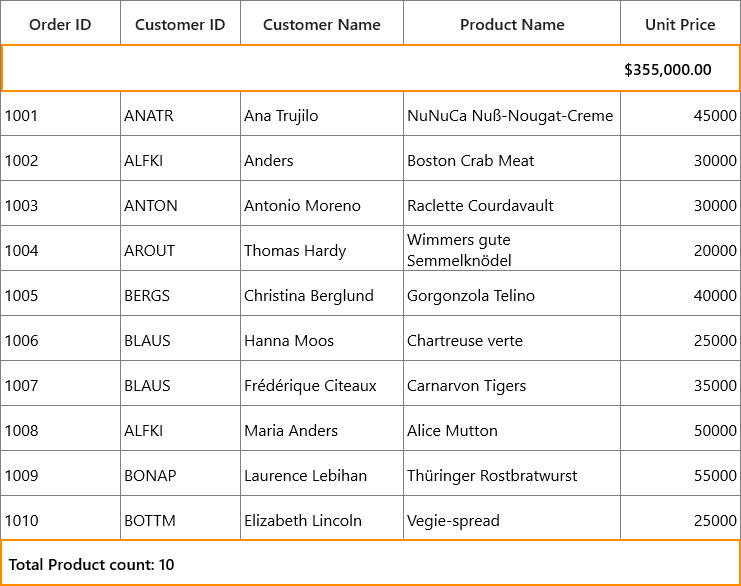 Order ID Customer ID Customer Name Product Name Unit Price
$355,000.00
1001 ANATR Ana Trujilo NuNuCa Nuß-Nougat-Creme 45000
1002 ALFKI Anders Boston Crab Meat 30000
1003 ANTON Antonio Moreno Raclette Courdavault 30000
1004 AROUT Thomas Hardy Wimmers gute
Semmelknödel 20000
1005 BERGS Christina Berglund Gorgonzola Telino 40000
1006 BLAUS Hanna Moos Chartreuse verte 25000
1007 BLAUS Frédérique Citeaux Carnarvon Tigers 35000
1008 ALFKI Maria Anders Alice Mutton 50000
1009 BONAP Laurence Lebihan Thüringer Rostbratwurst 55000
1010 BOTTM Elizabeth Lincoln Vegie-spread 25000
Total Product count: 10